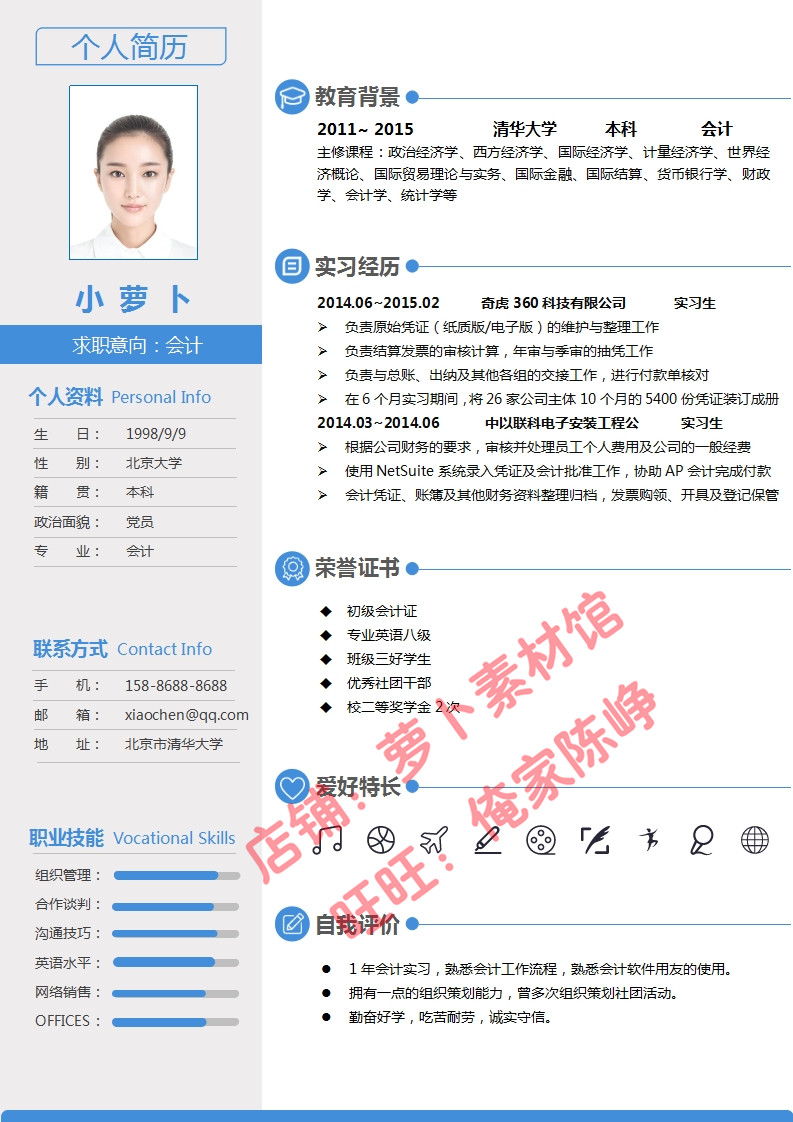 个人简历
小萝卜
求职意向：会计
个人资料 Personal Info
生 日： 1998/9/9
性 别： 北京大学
籍 贯： 本科
政治面貌： 党员
专 业： 会计
联系方式 Contact Info
手 机： 158-8688-8688
邮 箱： xiaochen@qq.com
地 址： 北京市清华大学
职业技能 Vocational Skills
组织管理：
合作谈判：
沟通技巧：
英语水平：
网络销售：
OFFICES：
教育背景
2011~ 2015 清华大学 本科 会计
主修课程：政治经济学、西方经济学、国际经济学、计量经济学、世界经
济概论、国际贸易理论与实务、国际金融、国际结算、货币银行学、财政
学、会计学、统计学等
实习经历
2014.06~2015.02 奇虎 360 科技有限公司 实习生
负责原始凭证（纸质版/电子版）的维护与整理工作
负责结算发票的审核计算，年审与季审的抽凭工作
负责与总账、出纳及其他各组的交接工作，进行付款单核对
在 6 个月实习期间，将 26 家公司主体 10 个月的 5400 份凭证装订成册
2014.03~2014.06 中以联科电子安装工程公 实习生
根据公司财务的要求，审核并处理员工个人费用及公司的一般经费
使用 NetSuite 系统录入凭证及会计批准工作，协助 AP 会计完成付款
会计凭证、账簿及其他财务资料整理归档，发票购领、开具及登记保管
荣誉证书
初级会计证
专业英语八级
班级三好学生
优秀社团干部
校二等奖学金 2 次
爱好特长
自我评价
1 年会计实习，熟悉会计工作流程，熟悉会计软件用友的使用。
拥有一点的组织策划能力，曾多次组织策划社团活动。
勤奋好学，吃苦耐劳，诚实守信。
店铺：萝卜素材馆
旺旺：俺家陈峥